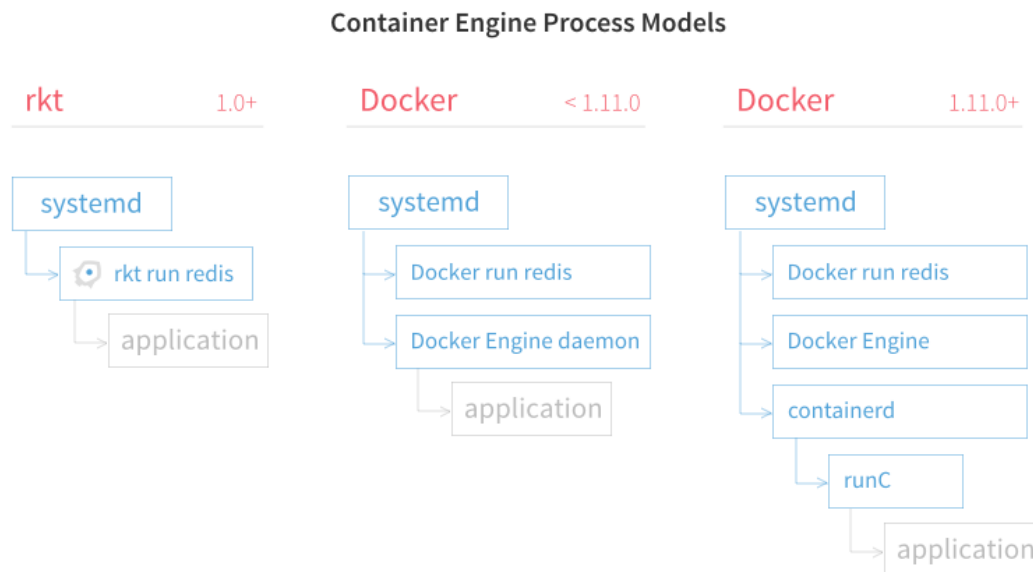 Container Engine Process Models
rkt 1.0+
systemd
rkt run redis
application
Docker < 1.11.0
systemd
Docker run redis
Docker Engine daemon
application
Docker 1.11.0+
systemd
Docker run redis
Docker Engine
containerd
runC
application